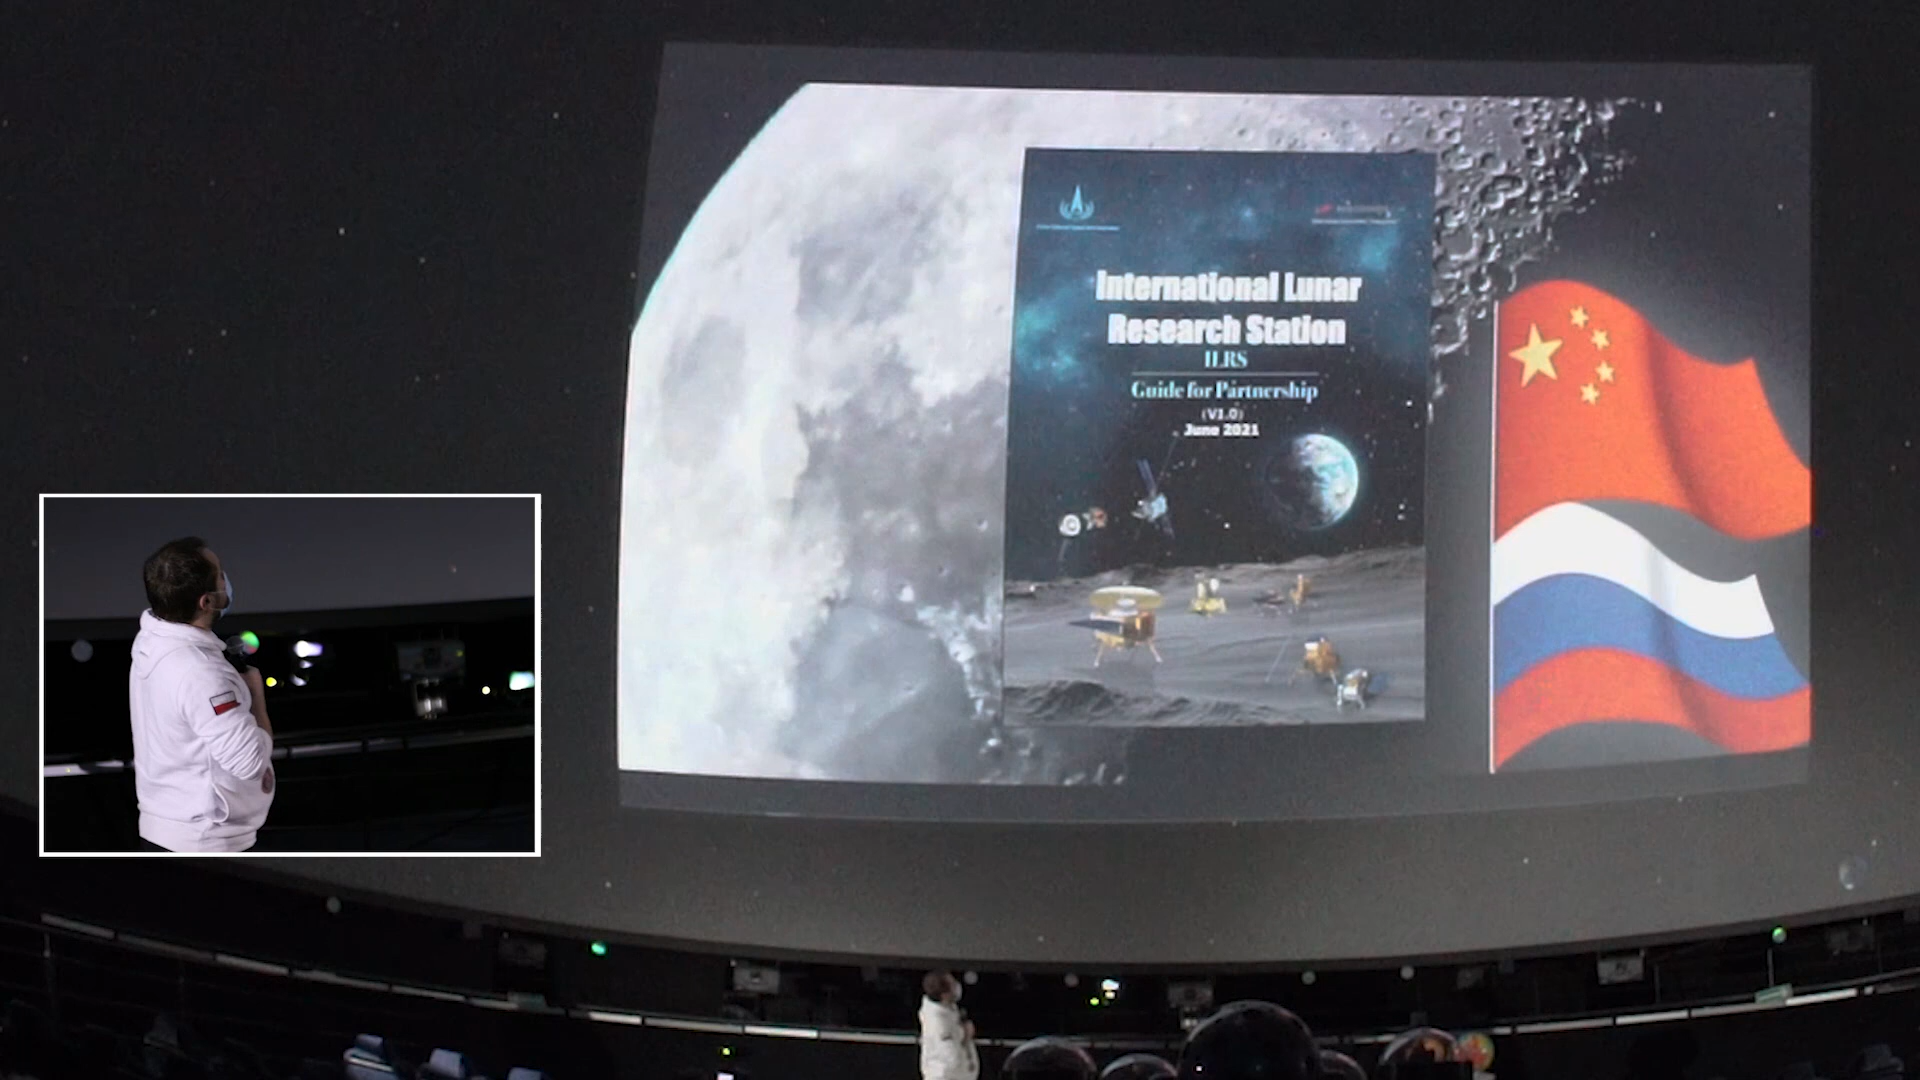 International Lunar
Research Station
ILRS
Guide for Partnership
(V1.0)
June 2021